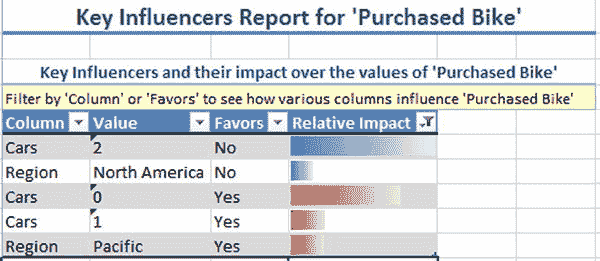 Key Influencers Report for 'Purchased Bike'
Key Influencers and their impact over the values of 'Purchased Bike'
Filter by 'Column' or 'Favors' to see how various columns influence 'Purchased Bike'
Column Value Favors Relative Impact
Cars 2 No
Region North America No
Cars 0 Yes
Cars 1 Yes
Region Pacific Yes